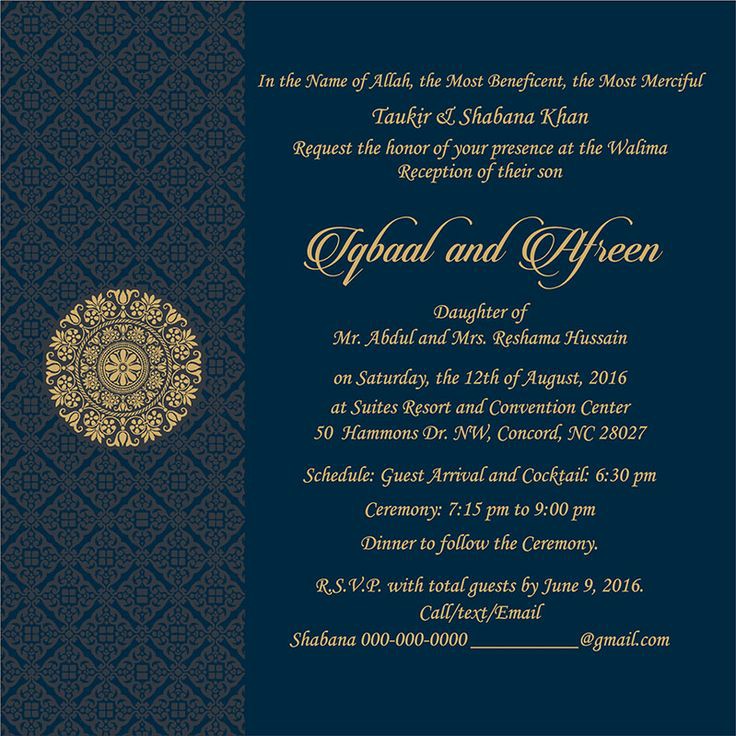 In the Name of Allah, the Most Beneficent, the Most Merciful
Taukir & Shabana Khan
Request the honor of your presence at the Walima
Reception of their son
Iqbaal and Afreen
Daughter of
Mr. Abdul and Mrs. Reshama Hussain
on Saturday, the 12th of August, 2016
at Suites Resort and Convention Center
50 Hammons Dr. NW, Concord, NC 28027
Schedule: Guest Arrival and Cocktail: 6:30 pm
Ceremony: 7:15 pm to 9:00 pm
Dinner to follow the Ceremony.
R.S.V.P. with total guests by June 9, 2016.
Call/text/Email
Shabana 000-000-0000 ____________@gmail.com